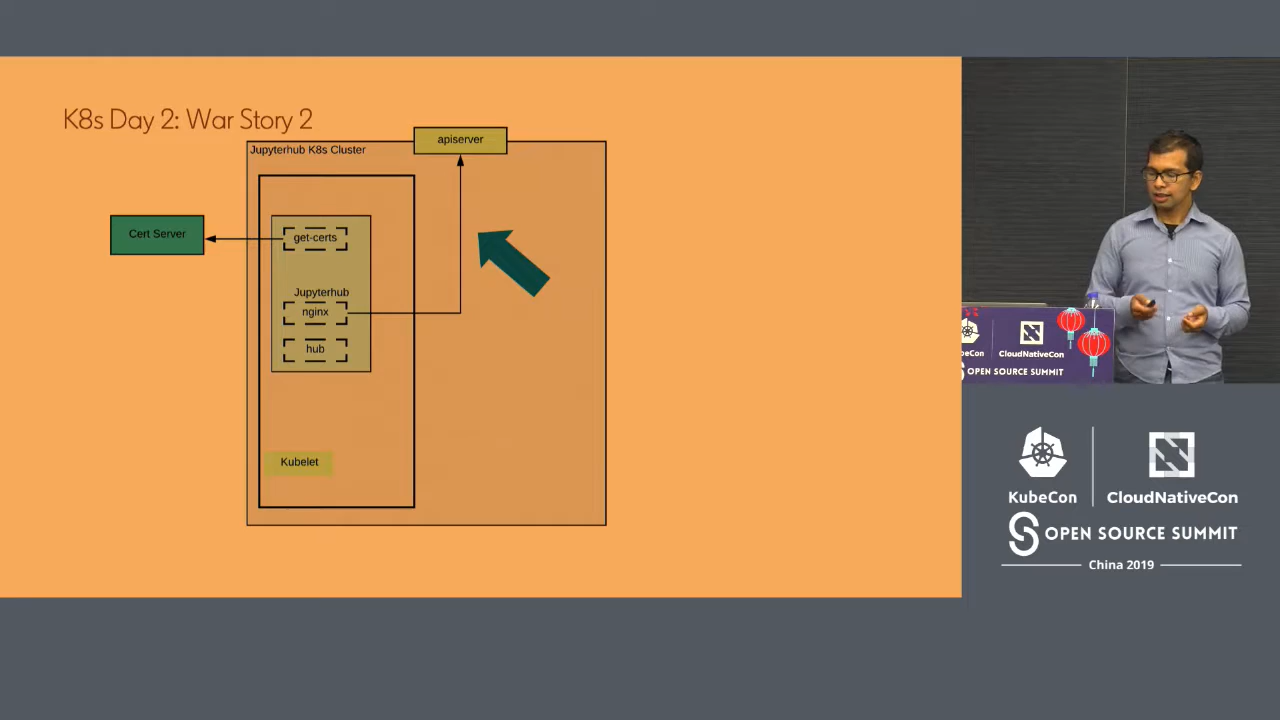 K8s Day 2: War Story 2
apiserver
Jupyterhub K8s Cluster
Cert Server
get-certs
Jupyterhub
nginx
hub
Kubelet
CloudNativeCon
OPEN SOURCE SUMMIT
KubeCon
CloudNativeCon
OPEN SOURCE SUMMIT
China 2019